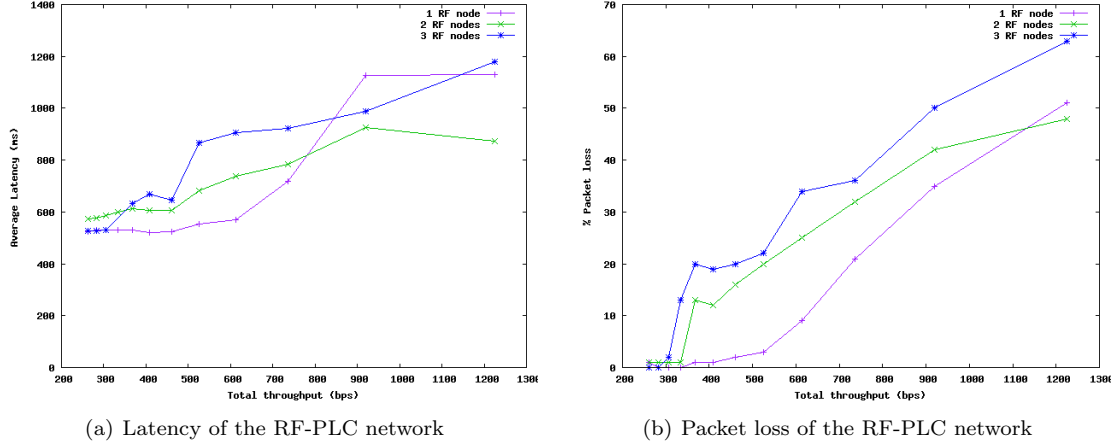 1400
1200
1000
800
600
400
200
0
Average Latency (ms)
200 300 400 500 600 700 800 900 1000 1100 1200 1300
Total throughput (bps)
1 RF node
2 RF nodes
3 RF nodes
(a) Latency of the RF-PLC network
70
60
50
40
30
20
10
0
% Packet loss
200 300 400 500 600 700 800 900 1000 1100 1200 1300
Total throughput (bps)
1 RF node
2 RF nodes
3 RF nodes
(b) Packet loss of the RF-PLC network